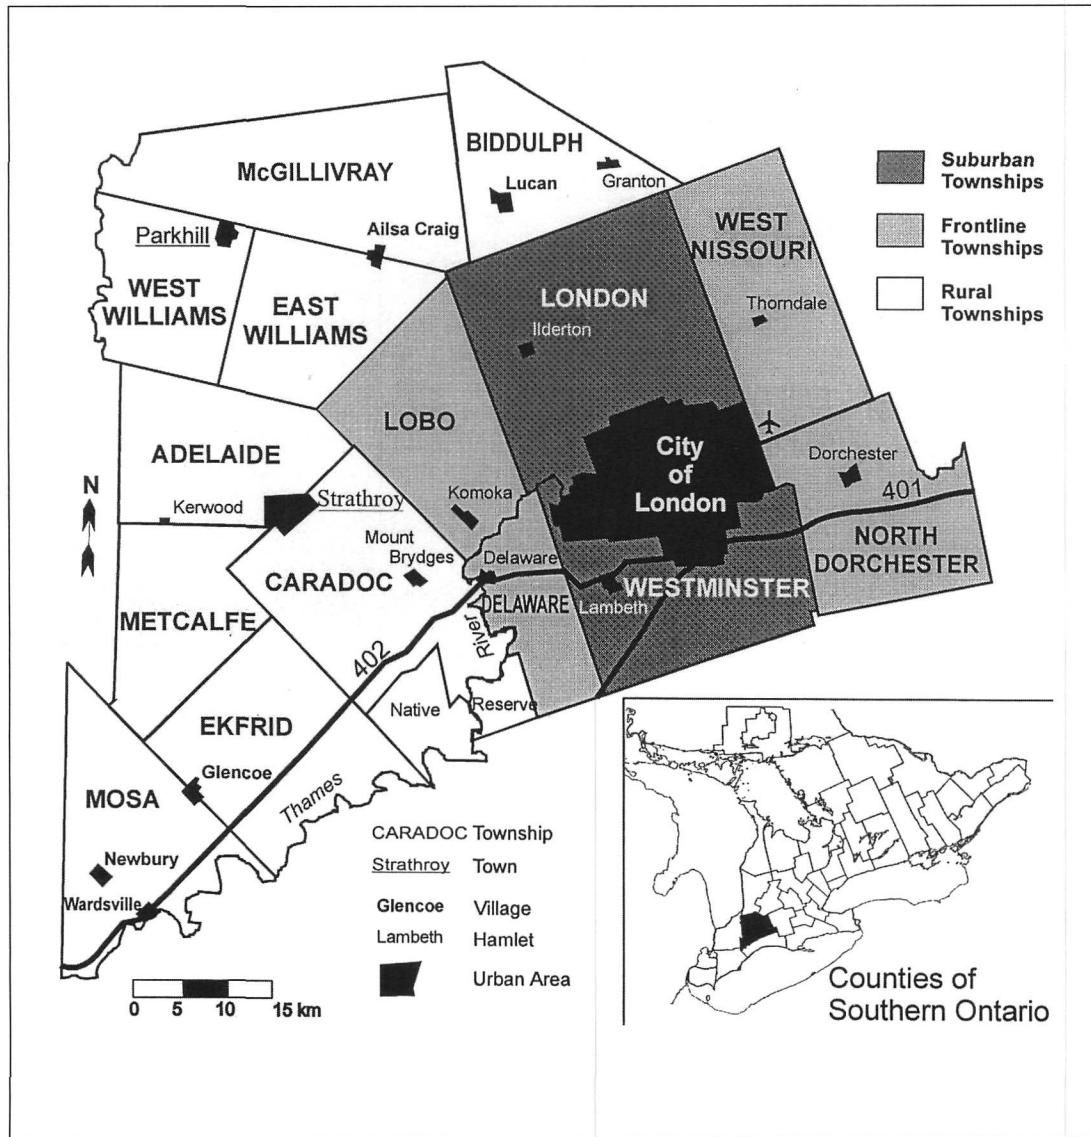 BIDDULPH
McGILLIVRAY
Granton
Lucan
Suburban
Townships
WEST
NISSOURI
Frontline
Townships
Ailsa Craig
Parkhill
WEST
WILLIAMS
EAST
WILLIAMS
LONDON
Ilderton
Thorndale
Rural
Townships
LOBO
ADELAIDE
City
of
London
Dorchester
401
N
Kerwood
Strathroy
Komoka
Mount
Brydges
Delaware
NORTH
DORCHESTER
CARADOC
DELAWARE
Lambeth
WESTMINSTER
METCALFE
402
River
Native
Reserve
EKFRID
Glencoe
MOSA
Thames
Newbury
Wardsville
CARADOC Township
Strathroy Town
Glencoe Village
Lambeth Hamlet
Urban Area
0 5 10 15 km
Counties of
Southern Ontario